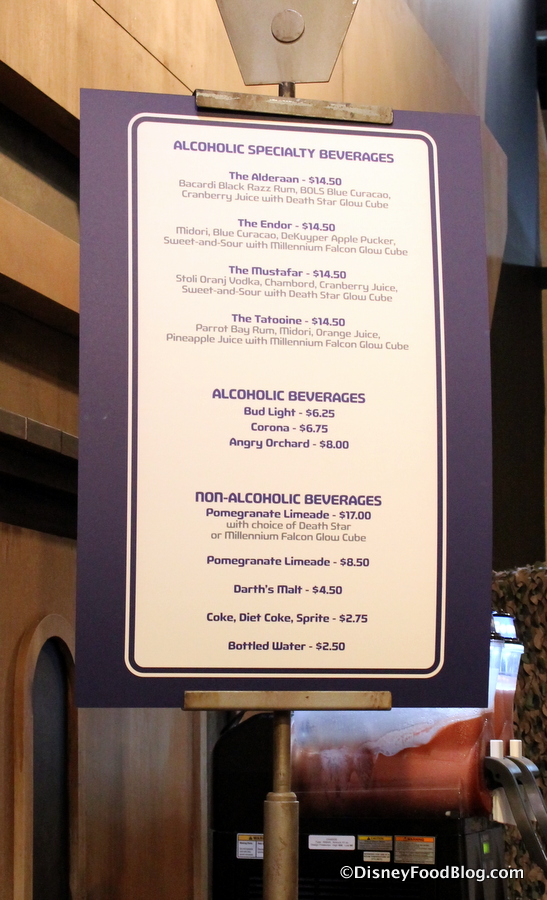 ALCOHOLIC SPECIALTY BEVERAGES
The Alderaan - $14.50
Bacardi Black Razz Rum, BOLS Blue Curacao,
Cranberry Juice with Death Star Glow Cube
The Endor - $14.50
Midori, Blue Curacao, DeKuyper Apple Pucker,
Sweet-and-Sour with Millennium Falcon Glow Cube
The Mustafar - $14.50
Stoli Oranj Vodka, Chambord, Cranberry Juice,
Sweet-and-Sour with Death Star Glow Cube
The Tatooine - $14.50
Parrot Bay Rum, Midori, Orange Juice,
Pineapple Juice with Millennium Falcon Glow Cube
ALCOHOLIC BEVERAGES
Bud Light - $6.25
Corona - $6.75
Angry Orchard - $8.00
NON-ALCOHOLIC BEVERAGES
Pomegranate Limeade - $17.00
with choice of Death Star
or Millennium Falcon Glow Cube
Pomegranate Limeade - $8.50
Darth's Malt - $4.50
Coke, Diet Coke, Sprite - $2.75
Bottled Water - $2.50
©DisneyFoodBlog.com